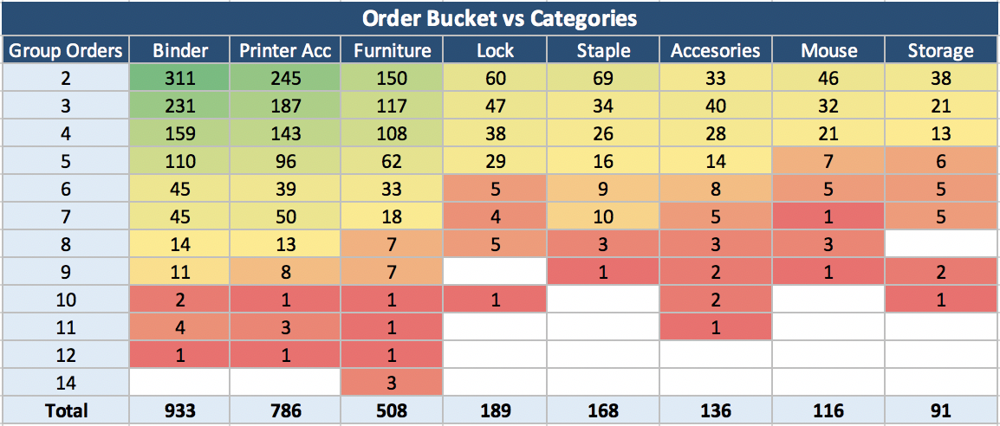 Order Bucket vs Categories
Group Orders Binder Printer Acc Furniture Lock Staple Accesories Mouse Storage
2 311 245 150 60 69 33 46 38
3 231 187 117 47 34 40 32 21
4 159 143 108 38 26 28 21 13
5 110 96 62 29 16 14 7 6
6 45 39 33 5 9 8 5 5
7 45 50 18 4 10 5 1 5
8 14 13 7 5 3 3 3
9 11 8 7 1 2 1 2
10 2 1 1 1 2 1
11 4 3 1 1
12 1 1 1
14 3
Total 933 786 508 189 168 136 116 91